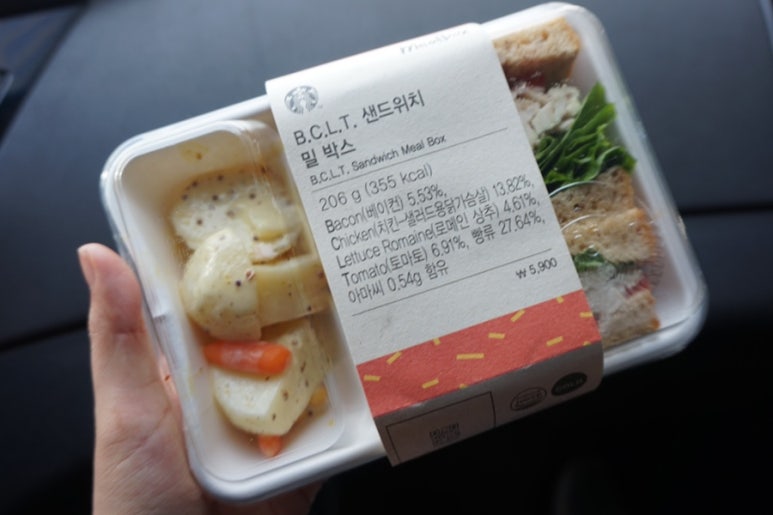 B.C.L.T. 샌드위치
밀 박스
B.C.L.T. Sandwich Meal Box
206 g (355 kcal)
Bacon(베이컨) 5.53%,
Chicken(치킨-샐러드용닭가슴살) 13.82%,
Lettuce Romaine(로메인 상추) 4.61%,
Tomato(토마토) 6.91%, 빵류 27.64%,
아마씨 0.54g 함유
₩ 5,900